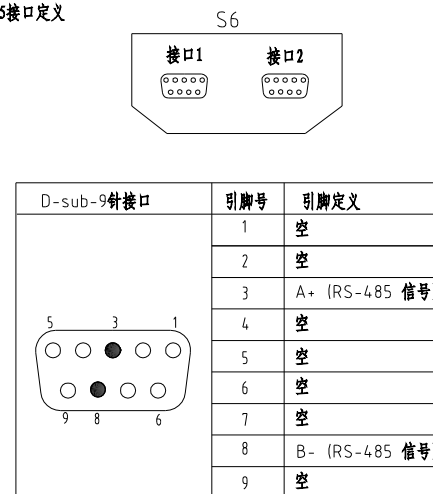 6接口定义
S6
接口1 接口2
D-sub-9针接口 引脚号 引脚定义
1 空
2 空
3 A+ (RS-485 信号
4 空
5 空
6 空
7 空
8 B- (RS-485 信号
9 空
5 3 1
9 8 6